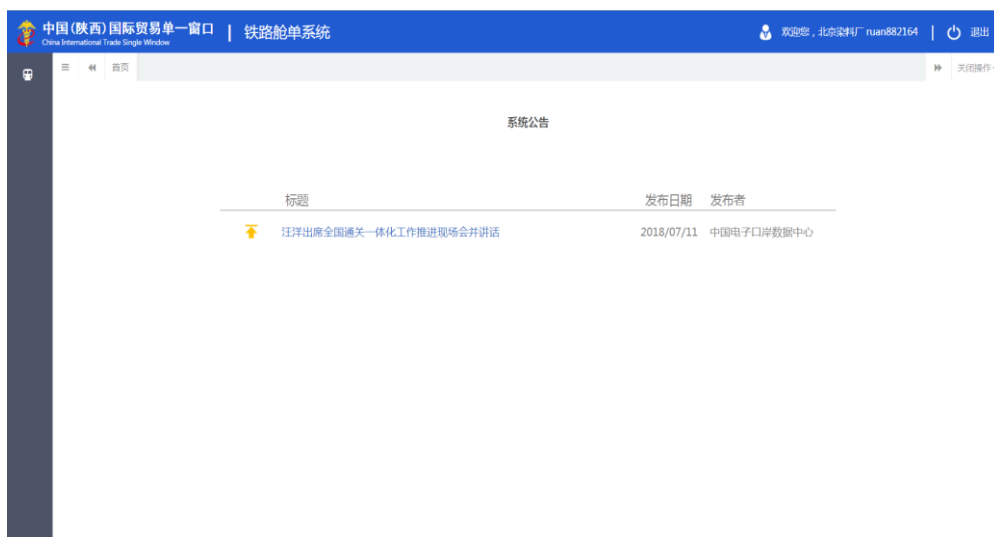 中国(陕西)国际贸易单一窗口 | 铁路舱单系统
China International Trade Single Window
欢迎您，北京染料厂 ruan882164 | 退出
首页
关闭操作
系统公告
标题 发布日期 发布者
汪洋出席全国通关一体化工作推进现场会并讲话 2018/07/11 中国电子口岸数据中心